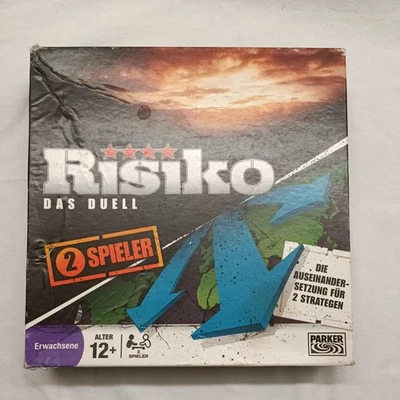 Risiko
DAS DUELL
2 SPIELER
DIE
AUSEINANDER-
SETZUNG FÜR
2 STRATEGEN
Erwachsene
ALTER
12+
2
SPIELER
PARKER